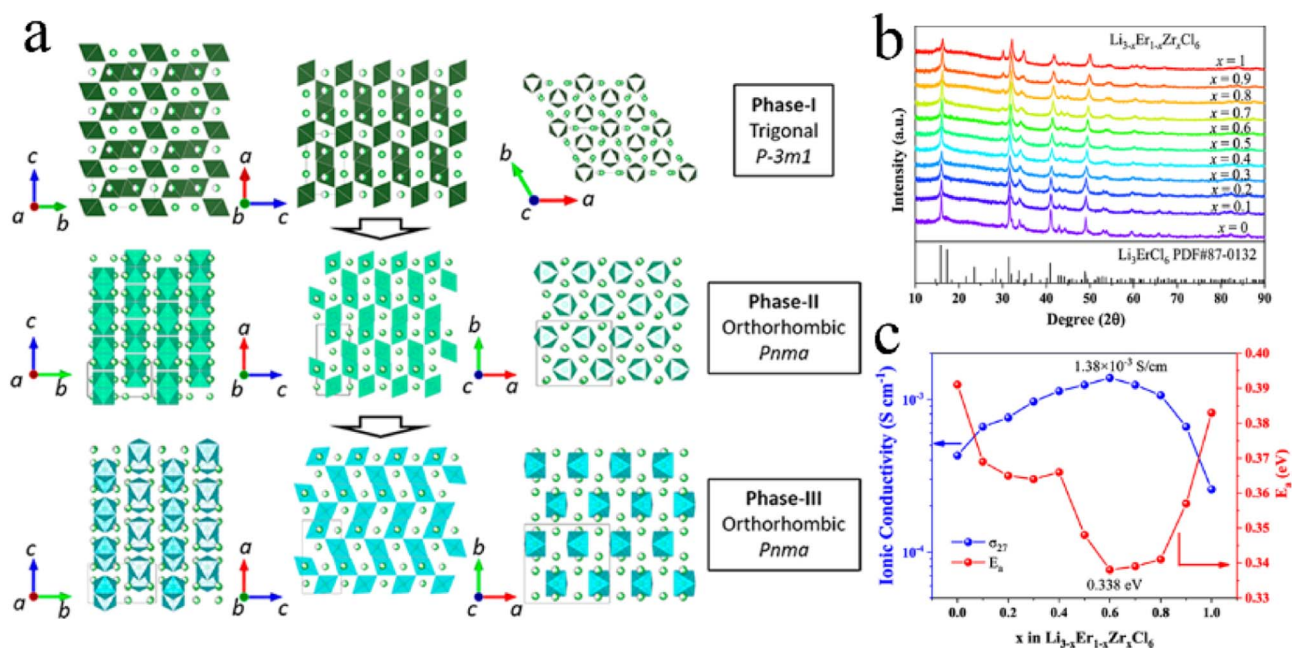 a
c
a
b
a
b
c
b
c
a
Phase-I
Trigonal
P-3m1
c
a
b
a
b
c
b
c
a
Phase-II
Orthorhombic
Pnma
c
a
b
a
b
c
b
c
a
Phase-III
Orthorhombic
Pnma
b
Li₃₋ₓEr₁₋ₓZrₓCl₆
x = 1
x = 0.9
x = 0.8
x = 0.7
x = 0.6
x = 0.5
x = 0.4
x = 0.3
x = 0.2
x = 0.1
x = 0
Li₃ErCl₆ PDF#87-0132
Intensity (a.u.)
10 20 30 40 50 60 70 80 90
Degree (2θ)
c
1.38×10⁻³ S/cm
Ionic Conductivity (S cm⁻¹)
10⁻³
10⁻⁴
σ₂₇
Eₐ
0.338 eV
0.40
0.39
0.38
0.37
0.36
0.35
0.34
0.33
Eₐ (eV)
0.0 0.2 0.4 0.6 0.8 1.0
x in Li₃₋ₓEr₁₋ₓZrₓCl₆